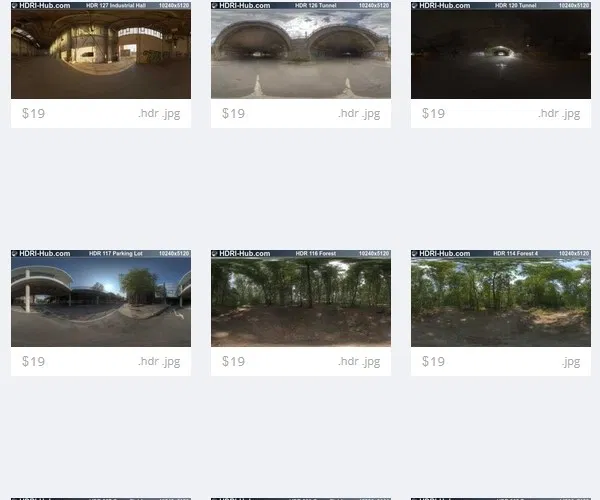 HDRI-Hub.com HDR 127 Industrial Hall 10240x5120
HDRI-Hub.com HDR 126 Tunnel 10240x5120
HDRI-Hub.com HDR 120 Tunnel 10240x5120
$19 .hdr .jpg
$19 .hdr .jpg
$19 .hdr .jpg
HDRI-Hub.com HDR 117 Parking Lot 10240x5120
HDRI-Hub.com HDR 116 Forest 10240x5120
HDRI-Hub.com HDR 114 Forest 4 10240x5120
$19 .hdr .jpg
$19 .hdr .jpg
$19 .jpg